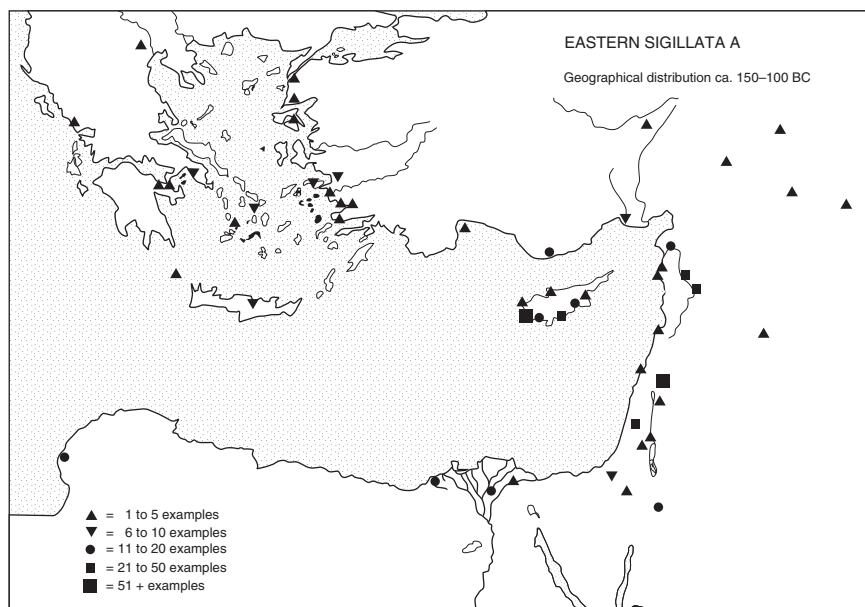 EASTERN SIGILLATA A
Geographical distribution ca. 150–100 BC
= 1 to 5 examples
= 6 to 10 examples
= 11 to 20 examples
= 21 to 50 examples
= 51 + examples